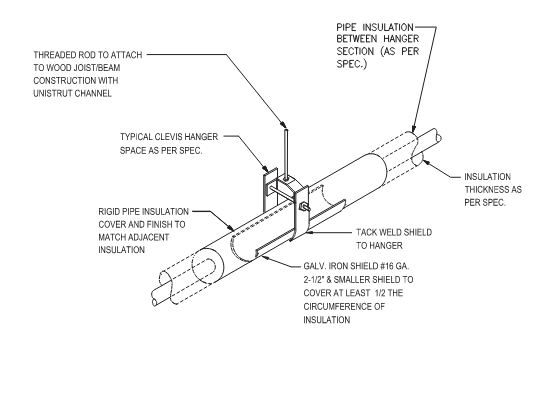 PIPE INSULATION
BETWEEN HANGER
SECTION (AS PER
SPEC.)
THREADED ROD TO ATTACH
TO WOOD JOIST/BEAM
CONSTRUCTION WITH
UNISTRUT CHANNEL
TYPICAL CLEVIS HANGER
SPACE AS PER SPEC.
INSULATION
THICKNESS AS
PER SPEC.
RIGID PIPE INSULATION
COVER AND FINISH TO
MATCH ADJACENT
INSULATION
TACK WELD SHIELD
TO HANGER
GALV. IRON SHIELD #16 GA.
2-1/2" & SMALLER SHIELD TO
COVER AT LEAST 1/2 THE
CIRCUMFERENCE OF
INSULATION